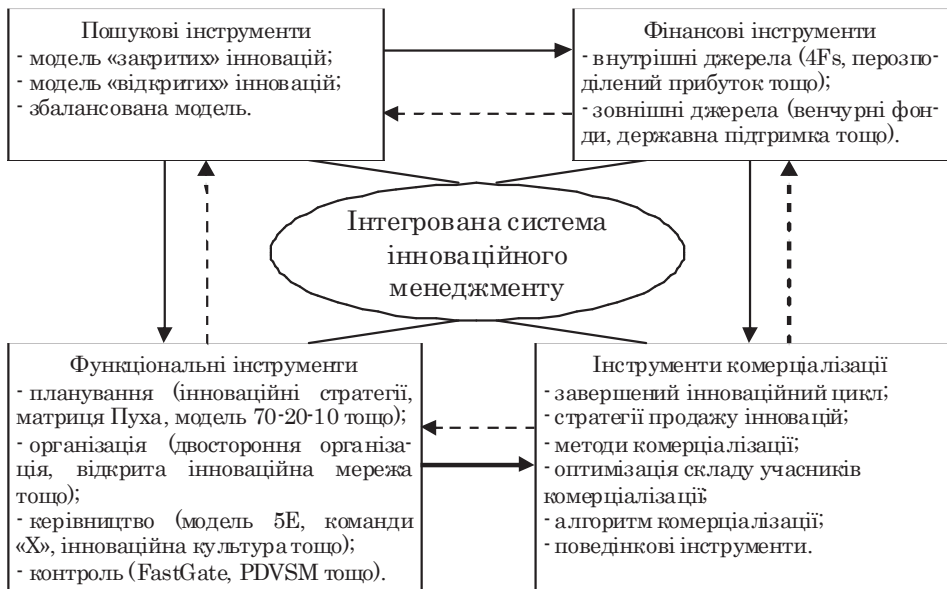 Пошукові інструменти
- модель «закритих» інновацій;
- модель «відкритих» інновацій;
- збалансована модель.
Фінансові інструменти
- внутрішні джерела (4Fs, перозпо-
ділений прибуток тощо);
- зовнішні джерела (венчурні фон-
ди, державна підтримка тощо).
Інтегрована система
інноваційного
менеджменту
Функціональні інструменти
- планування (інноваційні стратегії,
матриця Пуха, модель 70-20-10 тощо);
- організація (двостороння організа-
ція, відкрита інноваційна мережа
тощо);
- керівництво (модель 5E, команди
«X», інноваційна культура тощо);
- контроль (FastGate, PDVSM тощо).
Інструменти комерціалізації
- завершений інноваційний цикл;
- стратегії продажу інновацій;
- методи комерціалізації;
- оптимізація складу учасників
комерціалізації;
- алгоритм комерціалізації;
- поведінкові інструменти.